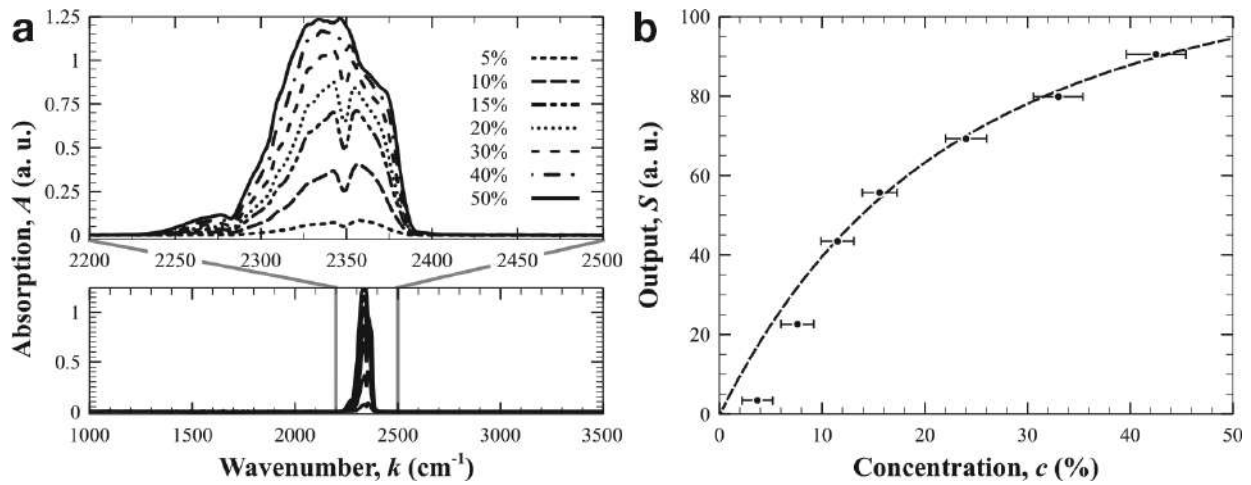 a
Absorption, A (a. u.)
1.25
1
0.75
0.5
0.25
0
5%
10%
15%
20%
30%
40%
50%
2200 2250 2300 2350 2400 2450 2500
1
0.5
0
1000 1500 2000 2500 3000 3500
Wavenumber, k (cm⁻¹)
b
Output, S (a. u.)
100
80
60
40
20
0
0 10 20 30 40 50
Concentration, c (%)